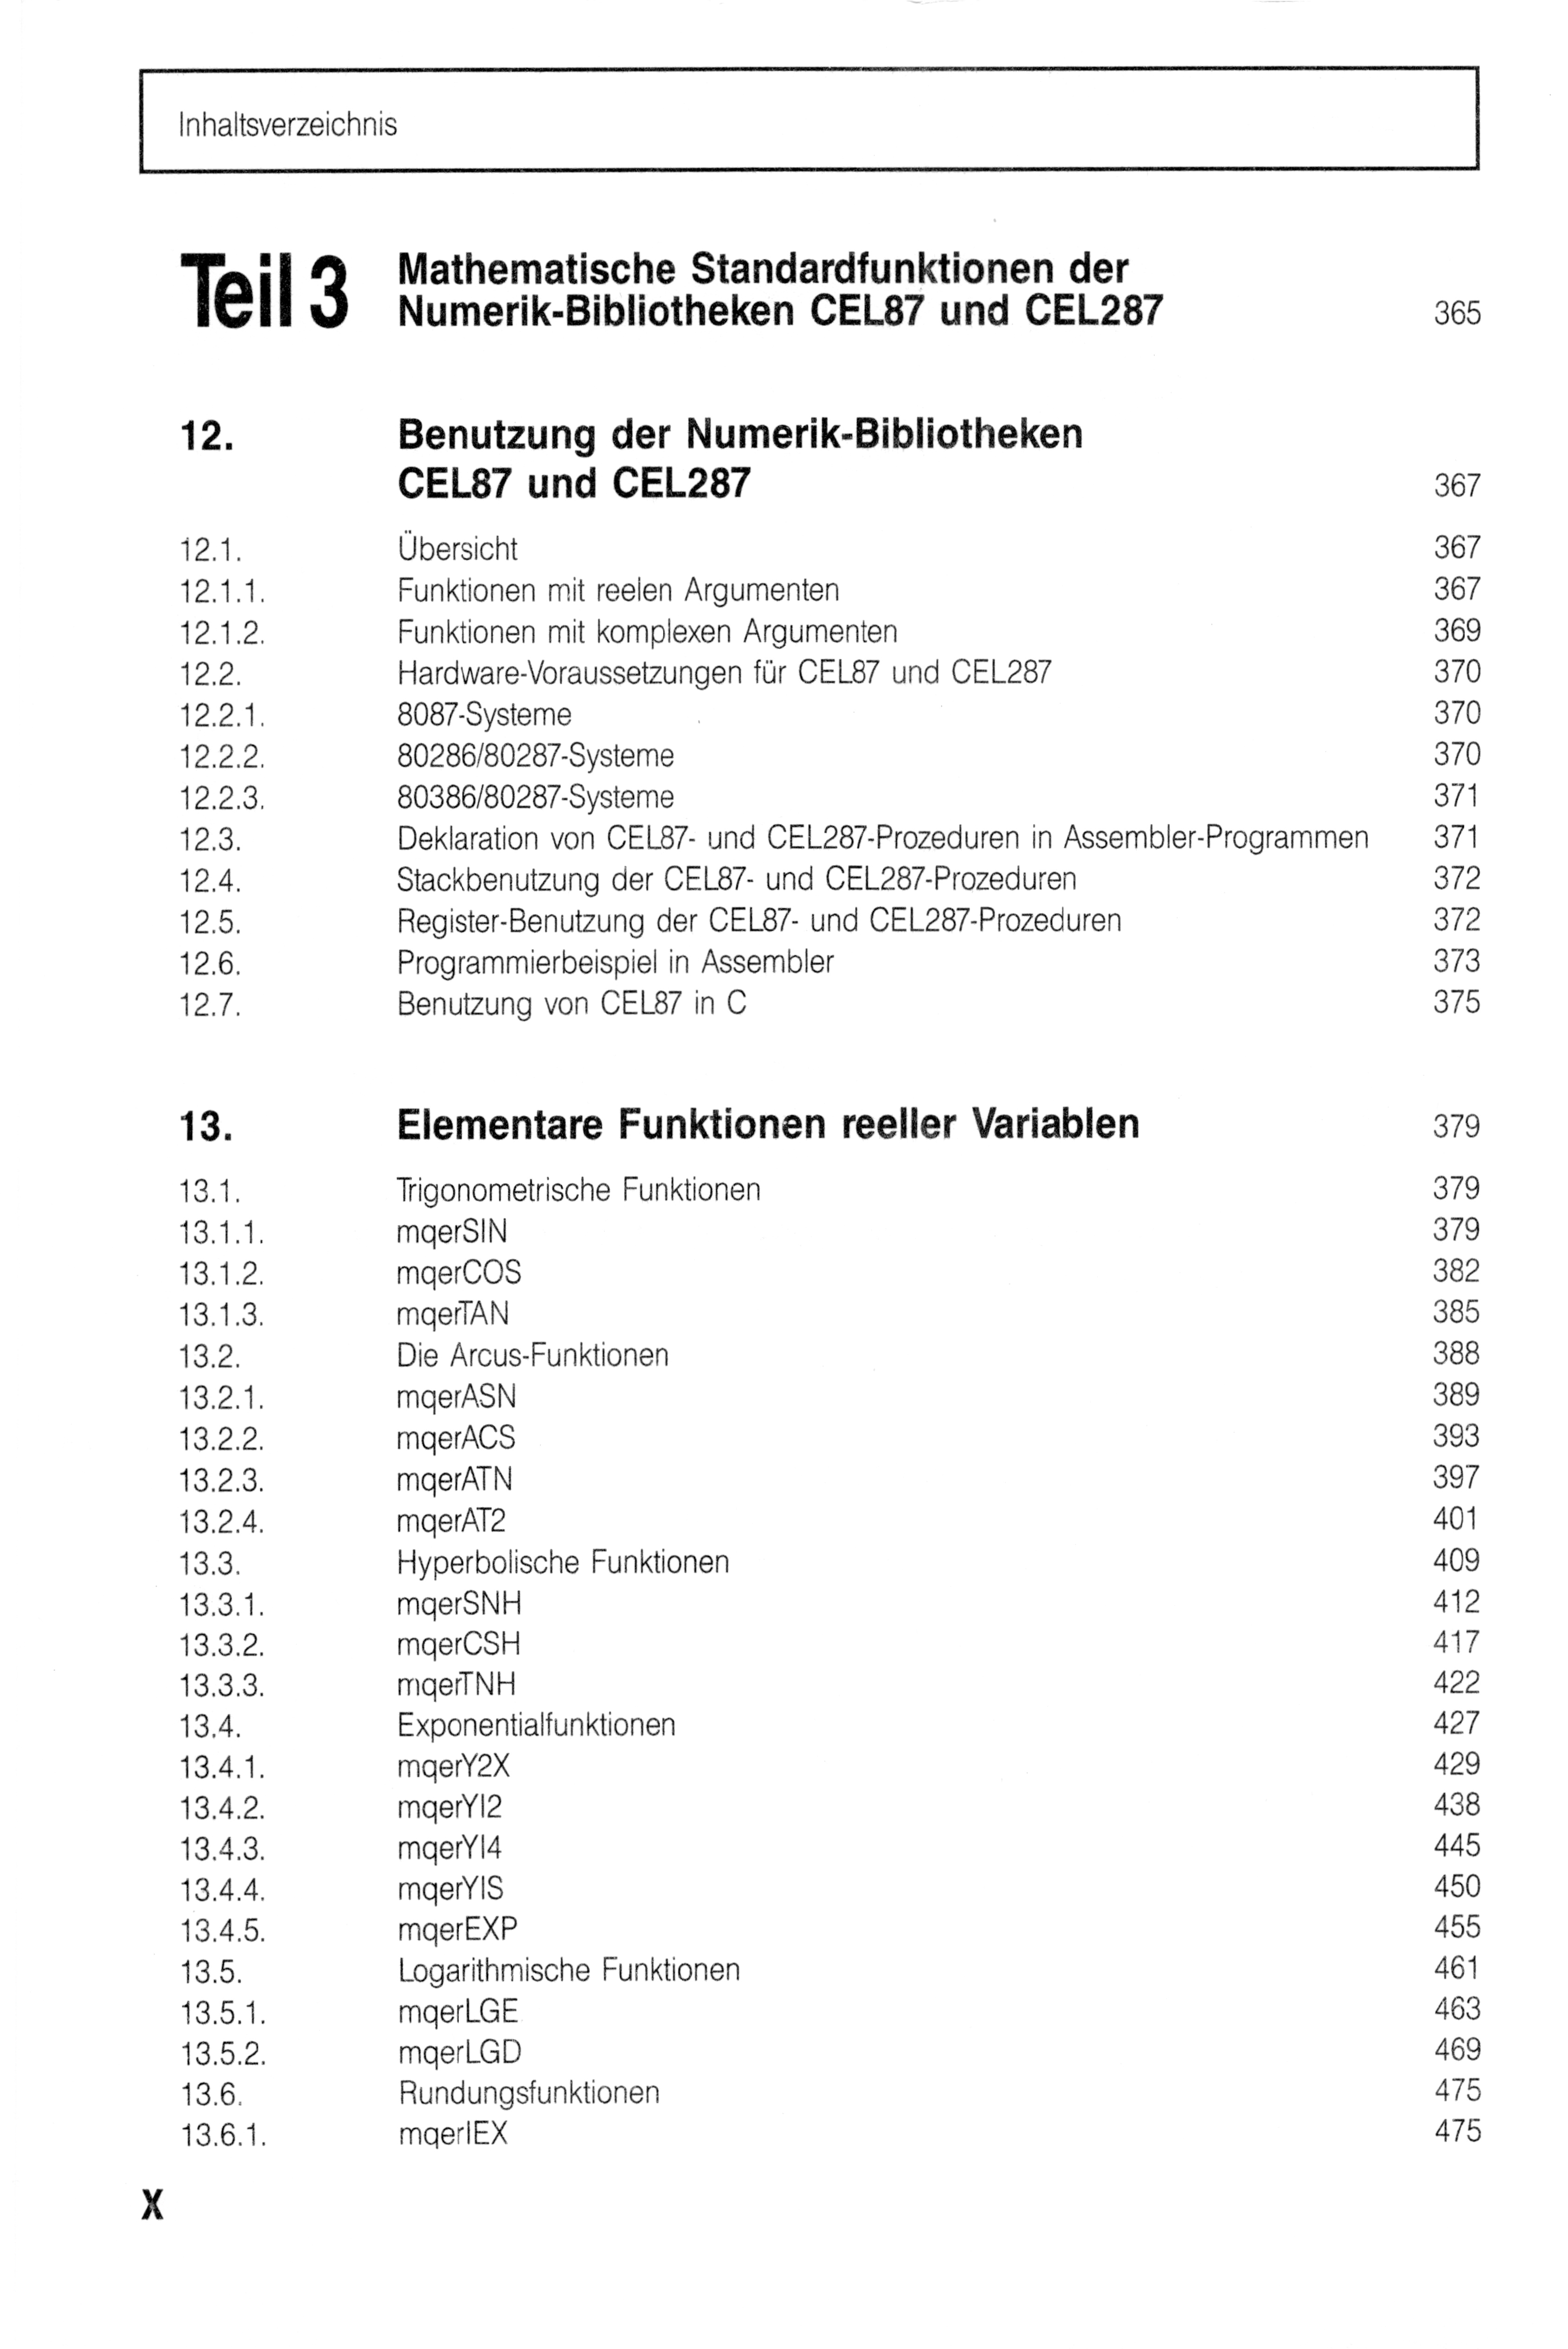 Inhaltsverzeichnis
Teil 3 Mathematische Standardfunktionen der
Numerik-Bibliotheken CEL87 und CEL287 365
12. Benutzung der Numerik-Bibliotheken
CEL87 und CEL287 367
12.1. Übersicht 367
12.1.1. Funktionen mit reelen Argumenten 367
12.1.2. Funktionen mit komplexen Argumenten 369
12.2. Hardware-Voraussetzungen für CEL87 und CEL287 370
12.2.1. 8087-Systeme 370
12.2.2. 80286/80287-Systeme 370
12.2.3. 80386/80287-Systeme 371
12.3. Deklaration von CEL87- und CEL287-Prozeduren in Assembler-Programmen 371
12.4. Stackbenutzung der CEL87- und CEL287-Prozeduren 372
12.5. Register-Benutzung der CEL87- und CEL287-Prozeduren 372
12.6. Programmierbeispiel in Assembler 373
12.7. Benutzung von CEL87 in C 375
13. Elementare Funktionen reeller Variablen 379
13.1. Trigonometrische Funktionen 379
13.1.1. mqerSIN 379
13.1.2. mqerCOS 382
13.1.3. mqerTAN 385
13.2. Die Arcus-Funktionen 388
13.2.1. mqerASN 389
13.2.2. mqerACS 393
13.2.3. mqerATN 397
13.2.4. mqerAT2 401
13.3. Hyperbolische Funktionen 409
13.3.1. mqerSNH 412
13.3.2. mqerCSH 417
13.3.3. mqerTNH 422
13.4. Exponentialfunktionen 427
13.4.1. mqerY2X 429
13.4.2. mqerYI2 438
13.4.3. mqerYI4 445
13.4.4. mqerYIS 450
13.4.5. mqerEXP 455
13.5. Logarithmische Funktionen 461
13.5.1. mqerLGE 463
13.5.2. mqerLGD 469
13.6. Rundungsfunktionen 475
13.6.1. mqerIEX 475
X